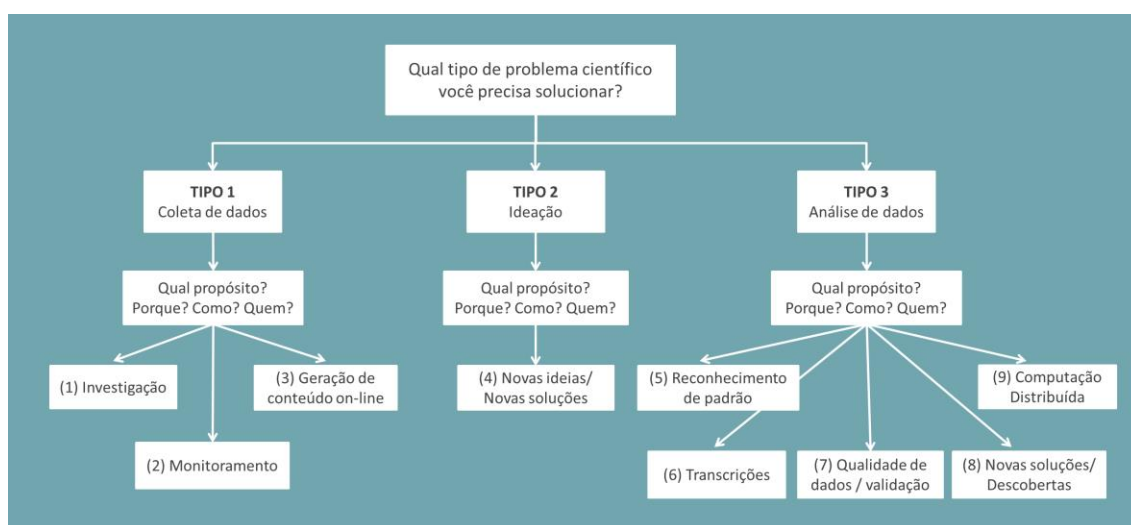 Qual tipo de problema científico
você precisa solucionar?
TIPO 1
Coleta de dados
TIPO 2
Ideação
TIPO 3
Análise de dados
Qual propósito?
Porque? Como? Quem?
Qual propósito?
Porque? Como? Quem?
Qual propósito?
Porque? Como? Quem?
(1) Investigação
(3) Geração de
conteúdo on-line
(2) Monitoramento
(4) Novas ideias/
Novas soluções
(5) Reconhecimento
de padrão
(9) Computação
Distribuída
(6) Transcrições
(7) Qualidade de
dados / validação
(8) Novas soluções/
Descobertas